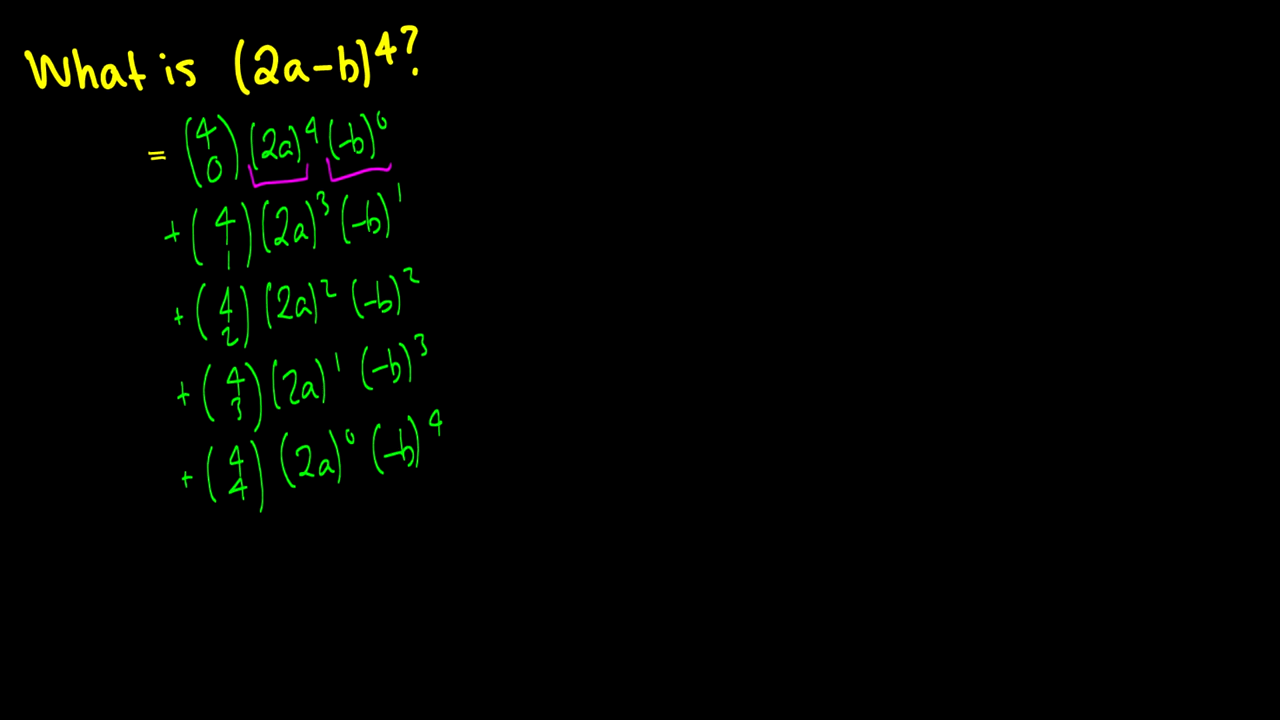 What is (2a-b)^4?
= (4 0) (2a)^4 (-b)^0
+ (4 1) (2a)^3 (-b)^1
+ (4 2) (2a)^2 (-b)^2
+ (4 3) (2a)^1 (-b)^3
+ (4 4) (2a)^0 (-b)^4